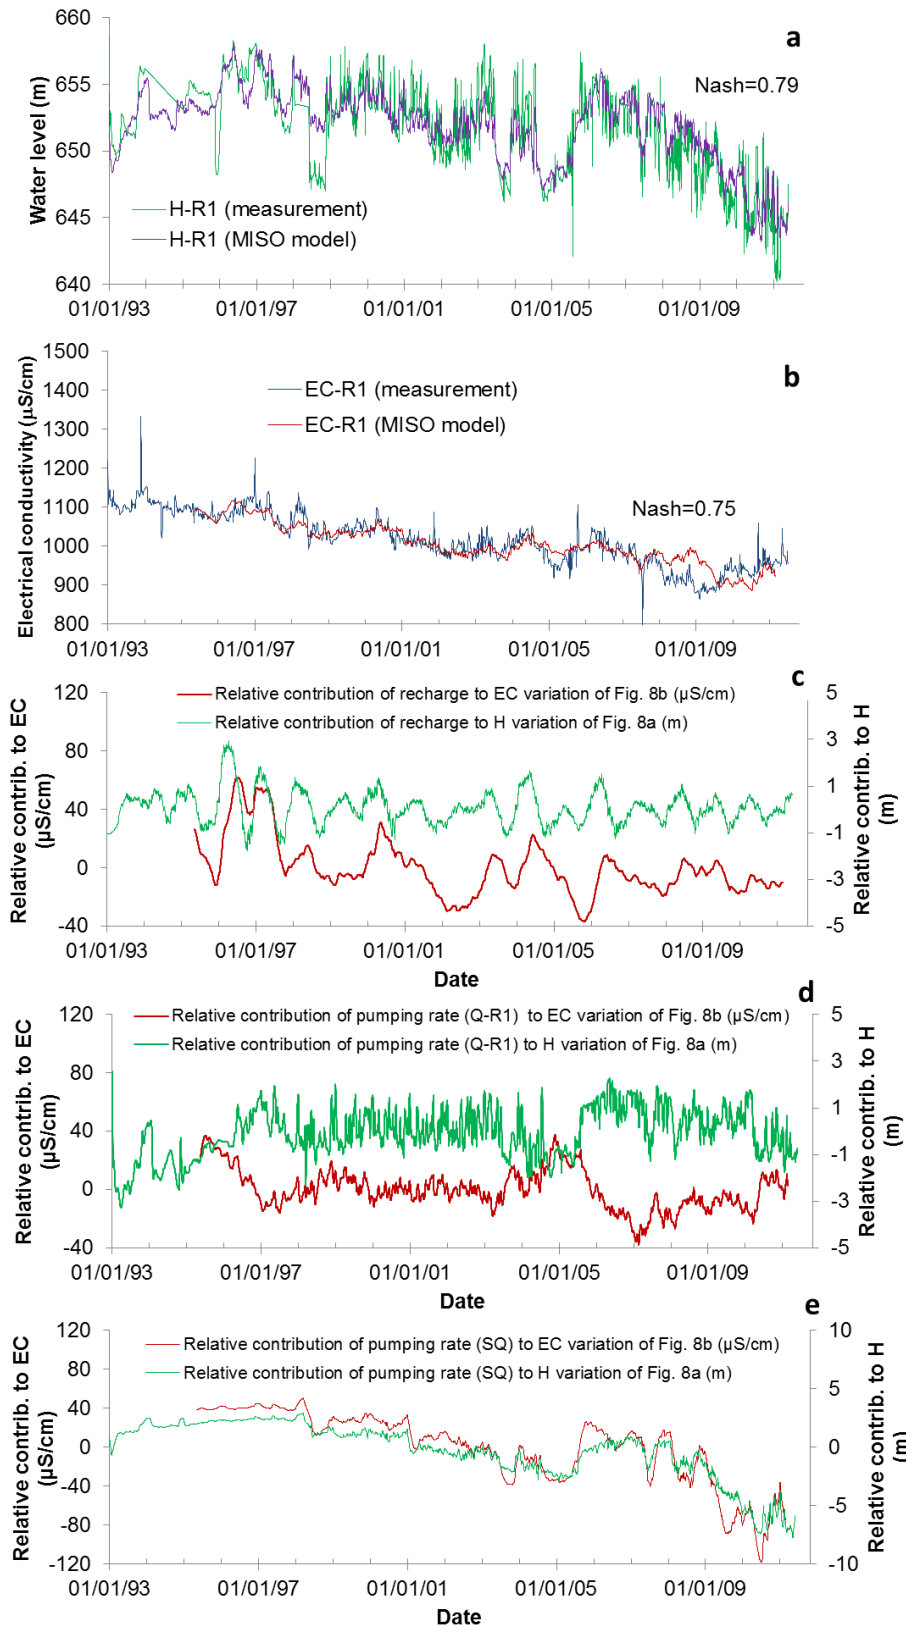 a
660
655
650
645
640
Water level (m)
Nash=0.79
H-R1 (measurement)
H-R1 (MISO model)
01/01/93 01/01/97 01/01/01 01/01/05 01/01/09
b
1500
1400
1300
1200
1100
1000
900
800
Electrical conductivity (µS/cm)
EC-R1 (measurement)
EC-R1 (MISO model)
Nash=0.75
01/01/93 01/01/97 01/01/01 01/01/05 01/01/09
c
Relative contribution of recharge to EC variation of Fig. 8b (µS/cm)
Relative contribution of recharge to H variation of Fig. 8a (m)
Relative contrib. to EC
(µS/cm)
120
80
40
0
-40
5
3
1
-1
-3
-5
Relative contrib. to H
(m)
01/01/93 01/01/97 01/01/01 01/01/05 01/01/09
Date
d
Relative contribution of pumping rate (Q-R1) to EC variation of Fig. 8b (µS/cm)
Relative contribution of pumping rate (Q-R1) to H variation of Fig. 8a (m)
Relative contrib. to EC
(µS/cm)
120
80
40
0
-40
5
3
1
-1
-3
-5
Relative contrib. to H
(m)
01/01/93 01/01/97 01/01/01 01/01/05 01/01/09
Date
e
Relative contribution of pumping rate (SQ) to EC variation of Fig. 8b (µS/cm)
Relative contribution of pumping rate (SQ) to H variation of Fig. 8a (m)
Relative contrib. to EC
(µS/cm)
120
80
40
0
-40
-80
-120
10
5
0
-5
-10
Relative contrib. to H
(m)
01/01/93 01/01/97 01/01/01 01/01/05 01/01/09
Date